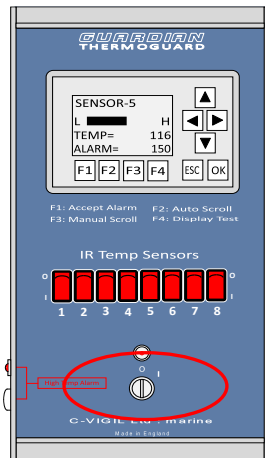 GUARDIAN
THERMOGUARD
SENSOR-5
L H
TEMP= 116
ALARM= 150
F1 F2 F3 F4 ESC OK
F1: Accept Alarm F2: Auto Scroll
F3: Manual Scroll F4: Display Test
IR Temp Sensors
O O
I I
1 2 3 4 5 6 7 8
O I
High Temp Alarm
C-VIGIL Ltd : marine
Made in England